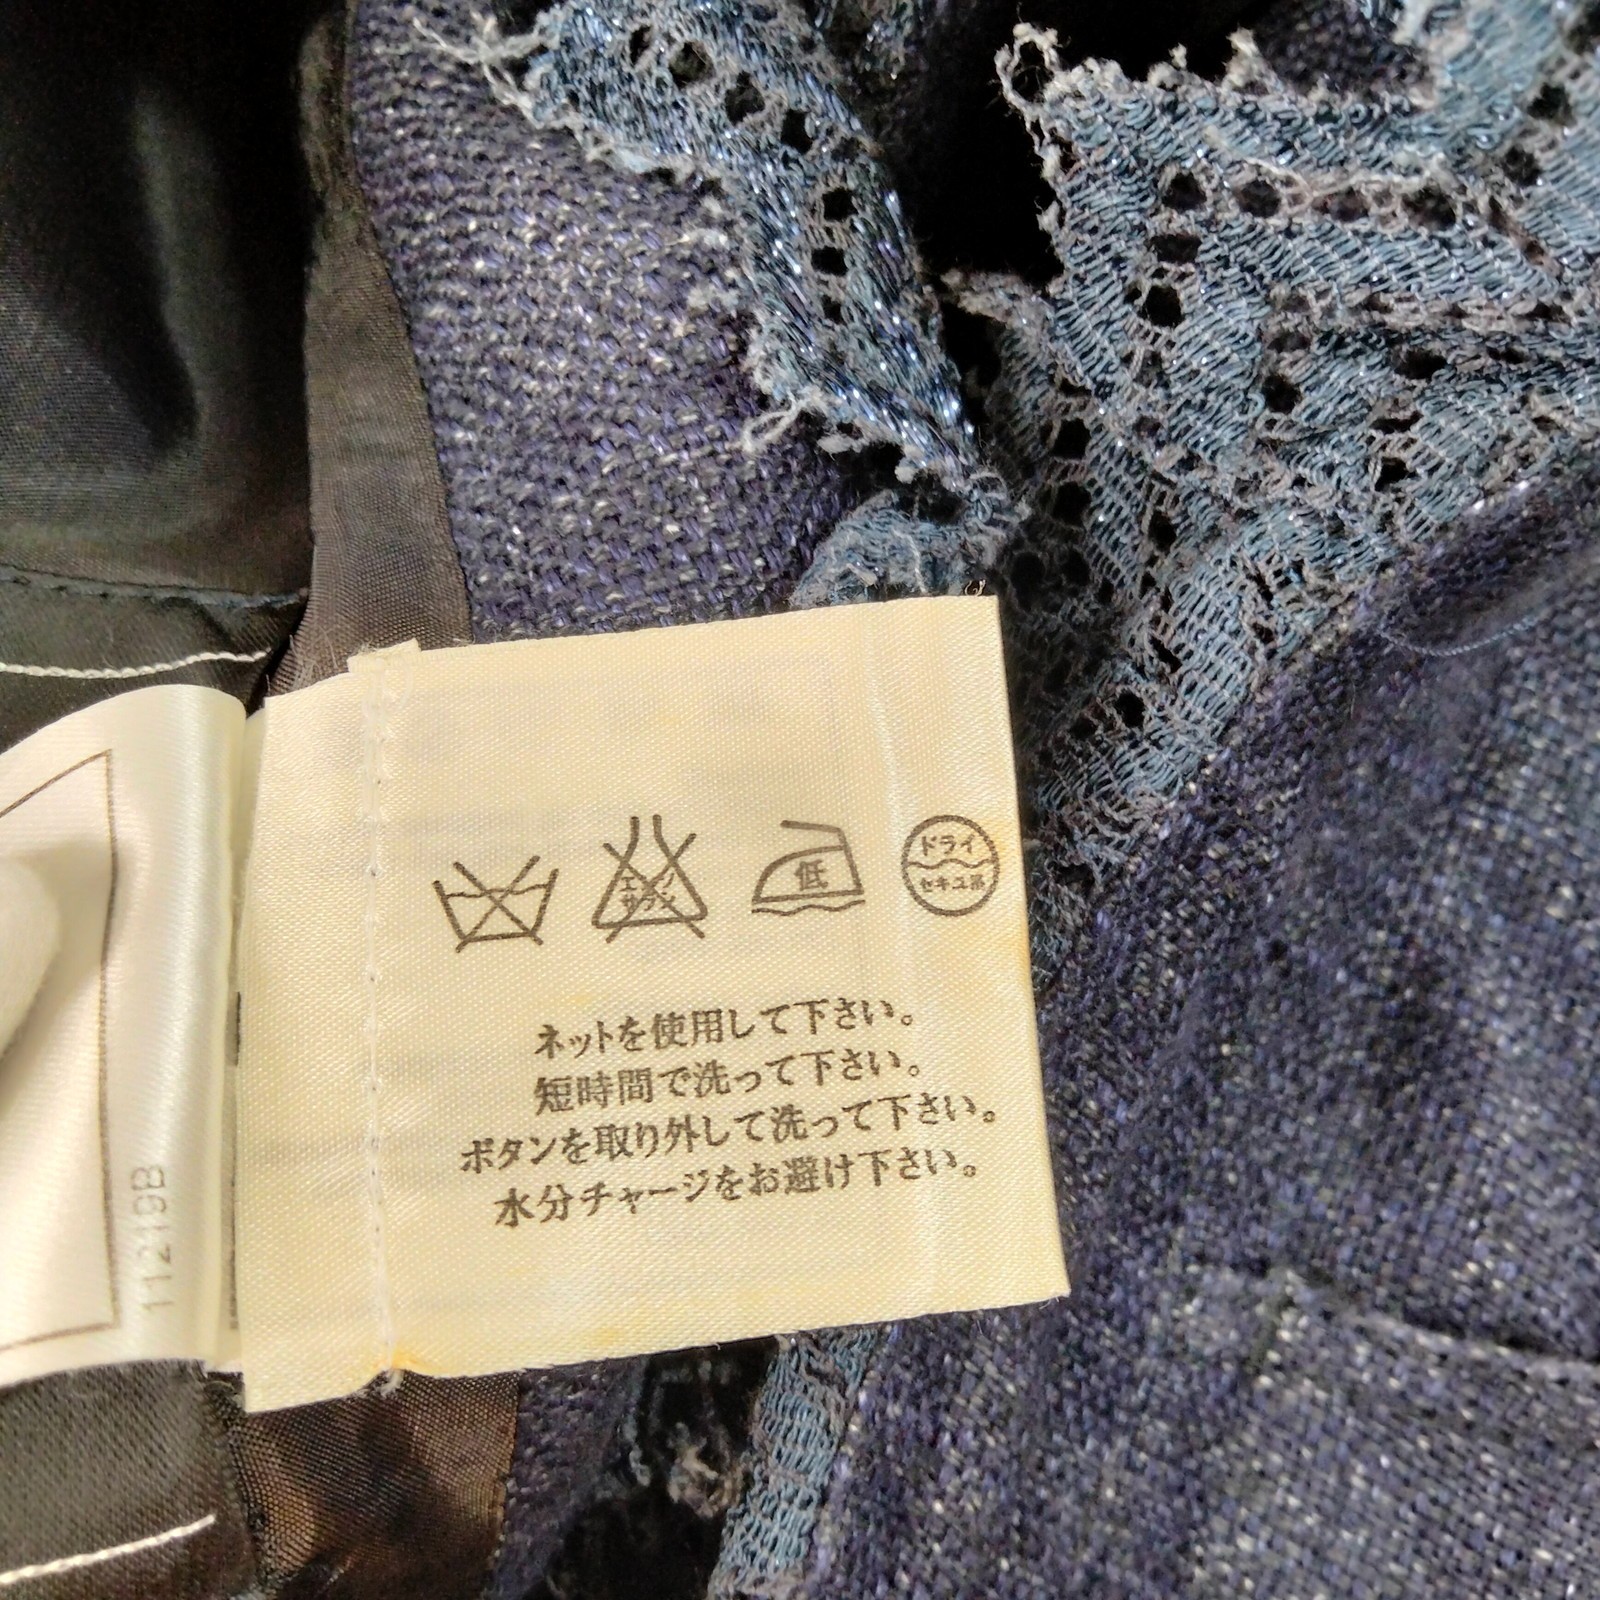 エンソ
サラシ
低
ドライ
セキユ系
ネットを使用して下さい。
短時間で洗って下さい。
ボタンを取り外して洗って下さい。
水分チャージをお避け下さい。
11219B